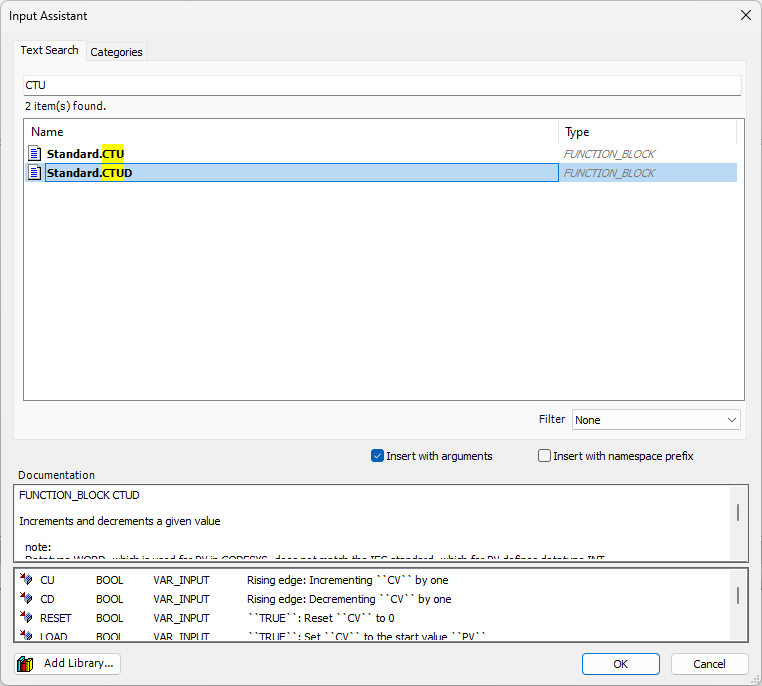 Input Assistant
Text Search Categories
CTU
2 item(s) found.
Name Type
Standard.CTU FUNCTION_BLOCK
Standard.CTUD FUNCTION_BLOCK
Filter None
Insert with arguments Insert with namespace prefix
Documentation
FUNCTION_BLOCK CTUD
Increments and decrements a given value
note:
Datatype WORD, which is used for PV in CODESYS, does not match the IEC standard, which for PV defines datatype INT
CU BOOL VAR_INPUT Rising edge: Incrementing ``CV`` by one
CD BOOL VAR_INPUT Rising edge: Decrementing ``CV`` by one
RESET BOOL VAR_INPUT ``TRUE``: Reset ``CV`` to 0
LOAD BOOL VAR_INPUT ``TRUE``: Set ``CV`` to the start value ``PV``
Add Library... OK Cancel